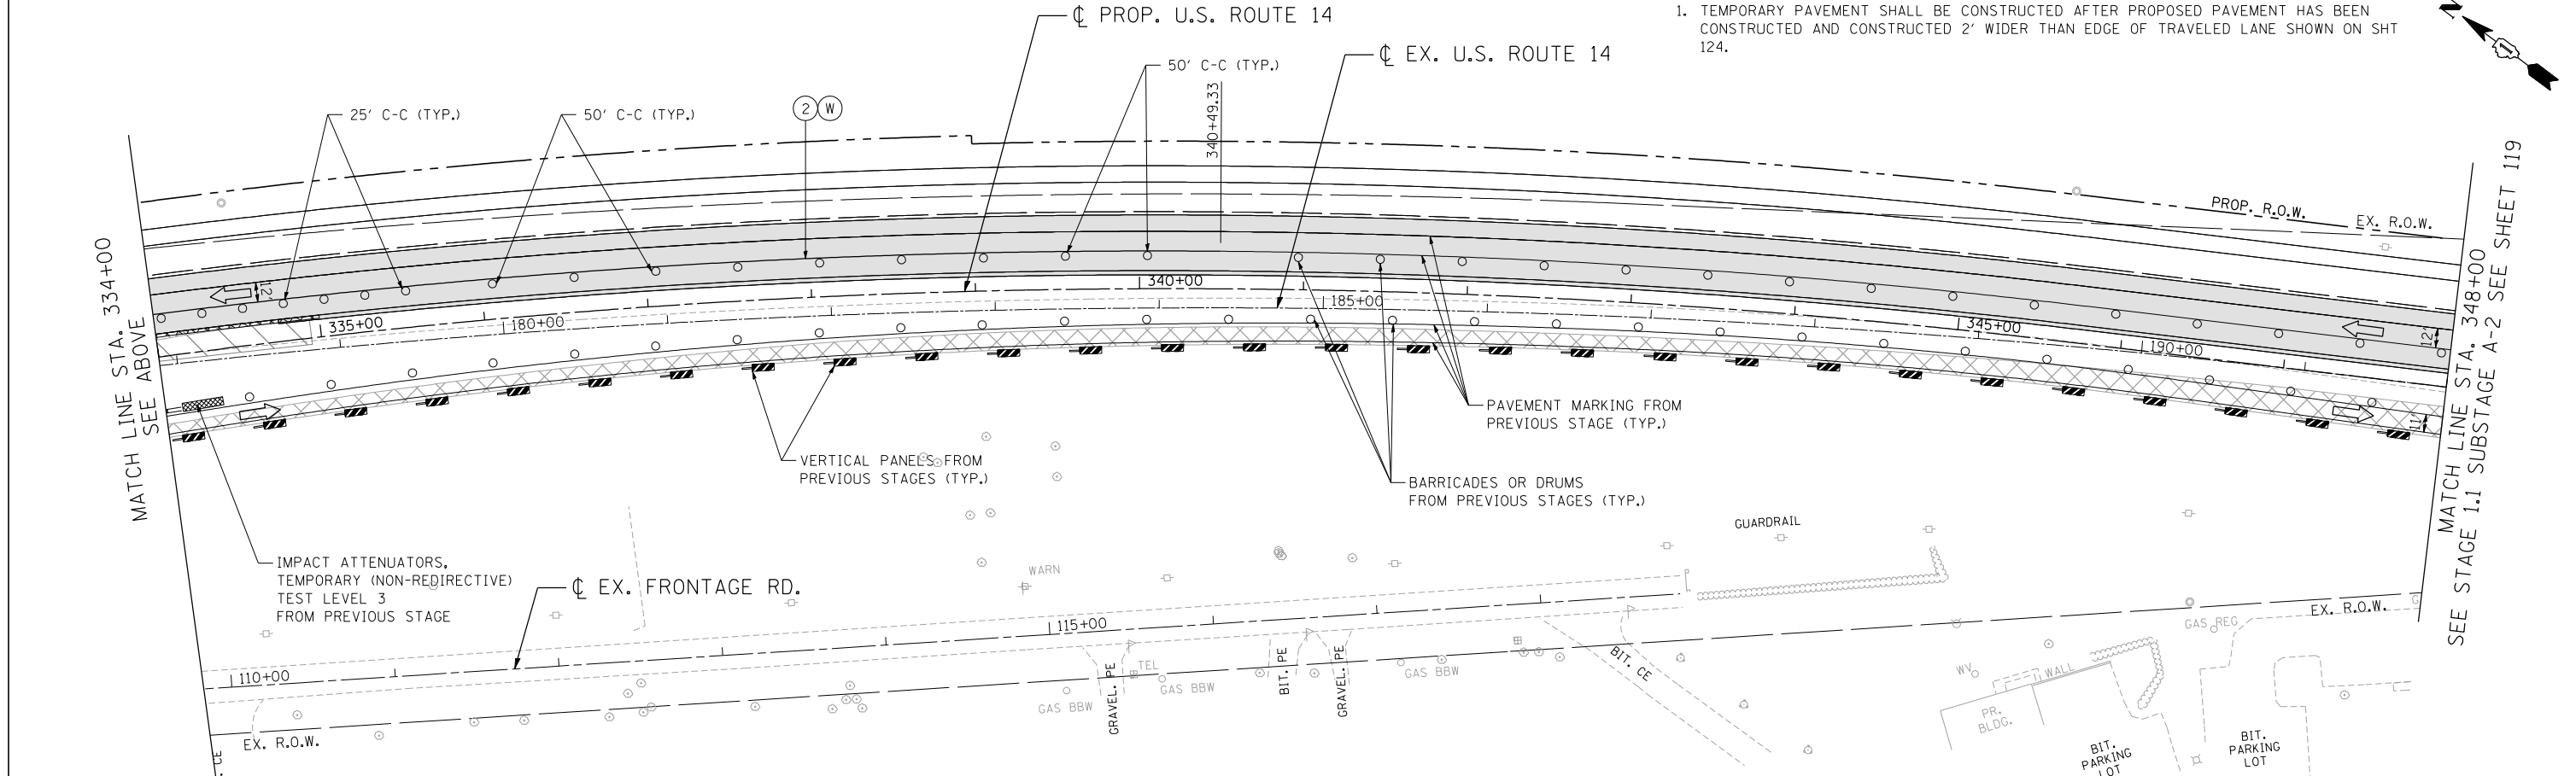 ℄ PROP. U.S. ROUTE 14
1. TEMPORARY PAVEMENT SHALL BE CONSTRUCTED AFTER PROPOSED PAVEMENT HAS BEEN
CONSTRUCTED AND CONSTRUCTED 2' WIDER THAN EDGE OF TRAVELED LANE SHOWN ON SHT
124.
N
1
℄ EX. U.S. ROUTE 14
50' C-C (TYP.)
340+49.33
25' C-C (TYP.)
50' C-C (TYP.)
2 W
PROP. R.O.W.
EX. R.O.W.
MATCH LINE STA. 334+00
SEE ABOVE
12'
335+00
180+00
340+00
185+00
345+00
190+00
12'
11'
MATCH LINE STA. 348+00
SEE STAGE 1.1 SUBSTAGE A-2 SEE SHEET 119
PAVEMENT MARKING FROM
PREVIOUS STAGE (TYP.)
VERTICAL PANELS FROM
PREVIOUS STAGES (TYP.)
BARRICADES OR DRUMS
FROM PREVIOUS STAGES (TYP.)
GUARDRAIL
IMPACT ATTENUATORS,
TEMPORARY (NON-REDIRECTIVE)
TEST LEVEL 3
FROM PREVIOUS STAGE
℄ EX. FRONTAGE RD.
WARN
110+00
115+00
EX. R.O.W.
EX. R.O.W.
GAS REG
G
TEL
GAS BBW
GAS BBW
GAS BBW
GRAVEL. PE
BIT. PE
GRAVEL. PE
BIT. CE
WV
WALL
PR.
BLDG.
BIT.
PARKING
LOT
BIT.
PARKING
LOT
CE